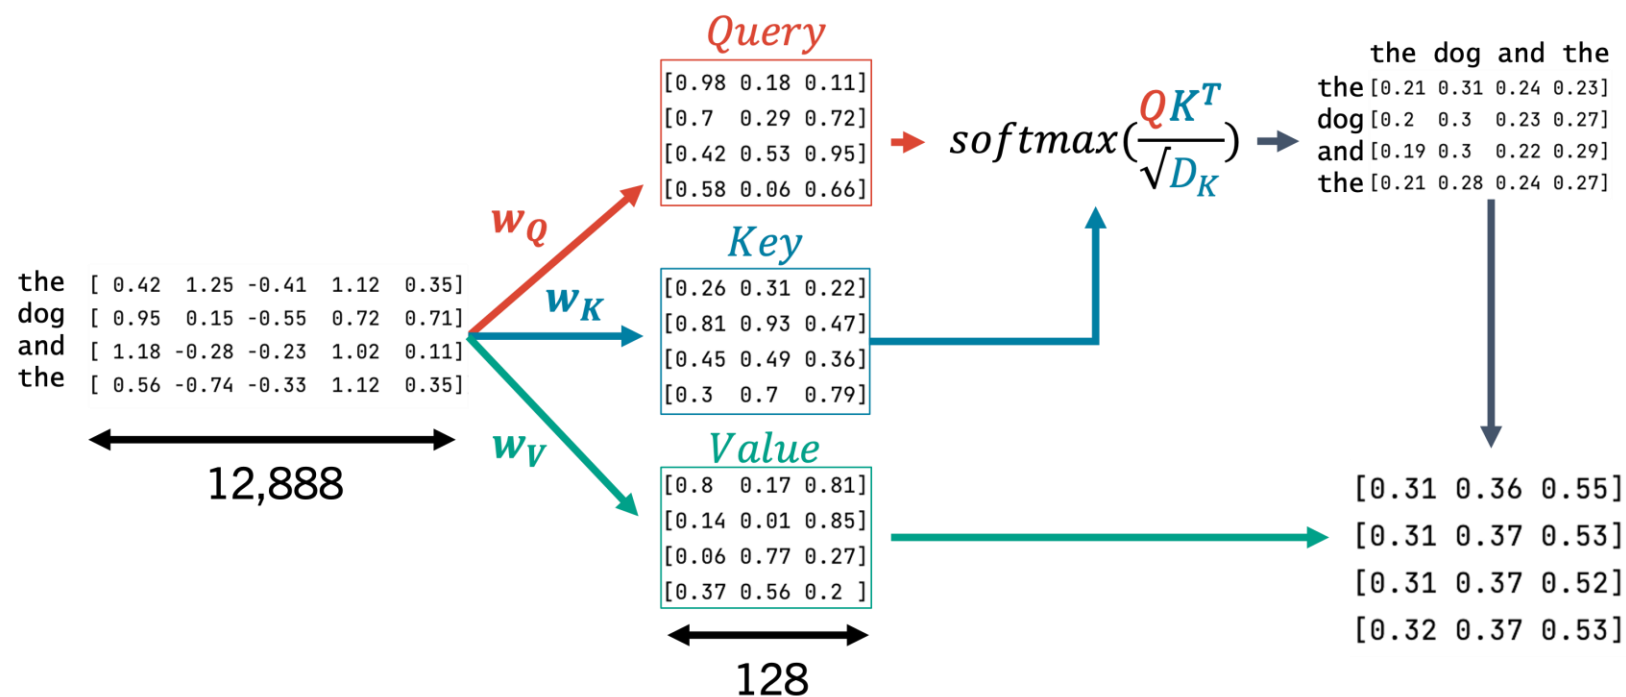 the [ 0.42 1.25 -0.41 1.12 0.35]
dog [ 0.95 0.15 -0.55 0.72 0.71]
and [ 1.18 -0.28 -0.23 1.02 0.11]
the [ 0.56 -0.74 -0.33 1.12 0.35]
12,888
w_Q
w_K
w_V
Query
[0.98 0.18 0.11]
[0.7 0.29 0.72]
[0.42 0.53 0.95]
[0.58 0.06 0.66]
Key
[0.26 0.31 0.22]
[0.81 0.93 0.47]
[0.45 0.49 0.36]
[0.3 0.7 0.79]
Value
[0.8 0.17 0.81]
[0.14 0.01 0.85]
[0.06 0.77 0.27]
[0.37 0.56 0.2 ]
128
softmax(QK^T/√D_K)
the dog and the
the [0.21 0.31 0.24 0.23]
dog [0.2 0.3 0.23 0.27]
and [0.19 0.3 0.22 0.29]
the [0.21 0.28 0.24 0.27]
[0.31 0.36 0.55]
[0.31 0.37 0.53]
[0.31 0.37 0.52]
[0.32 0.37 0.53]